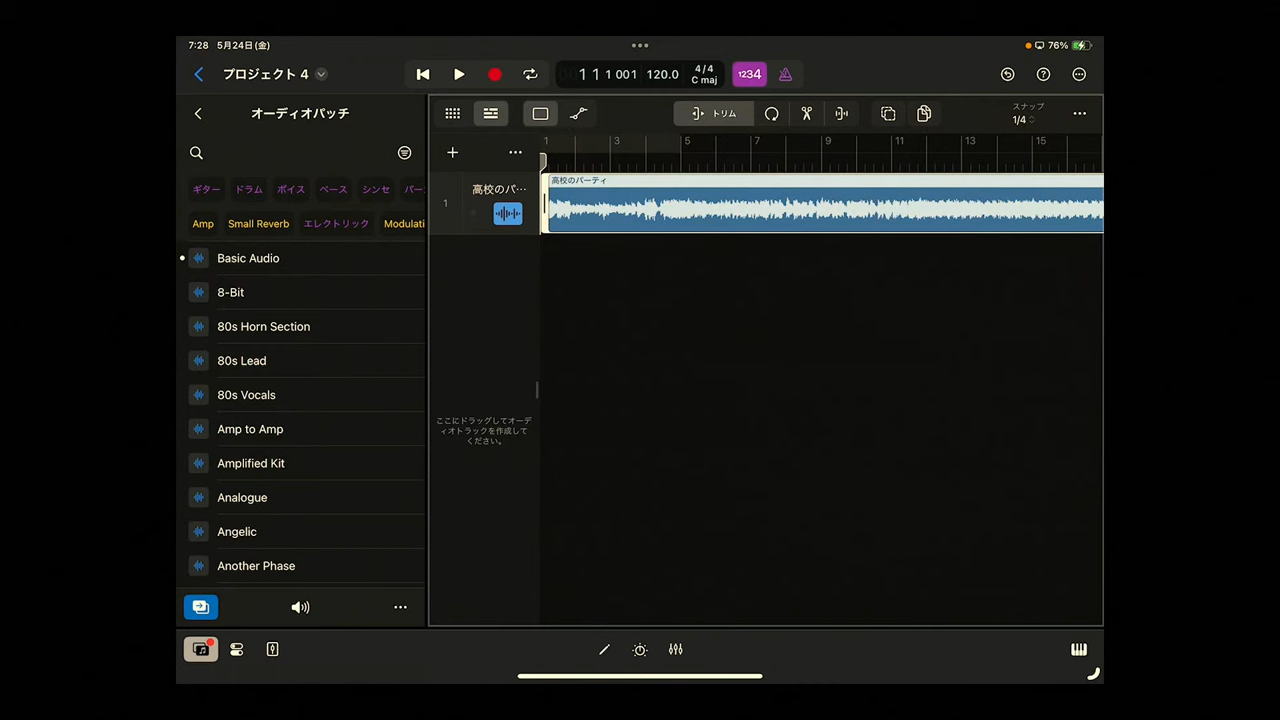 7:28 5月24日(金)
76%
プロジェクト 4
1 1 1 001 120.0
4/4
C maj
1234
オーディオパッチ
トリム
スナップ
1/4
1 3 5 7 9 11 13 15
ギター ドラム ボイス ベース シンセ パー
高校のパーティ
1 高校のパ…
Amp Small Reverb エレクトリック Modulati
Basic Audio
8-Bit
80s Horn Section
80s Lead
80s Vocals
Amp to Amp
Amplified Kit
Analogue
Angelic
Another Phase
ここにドラッグしてオーデ
ィオトラックを作成して
ください。